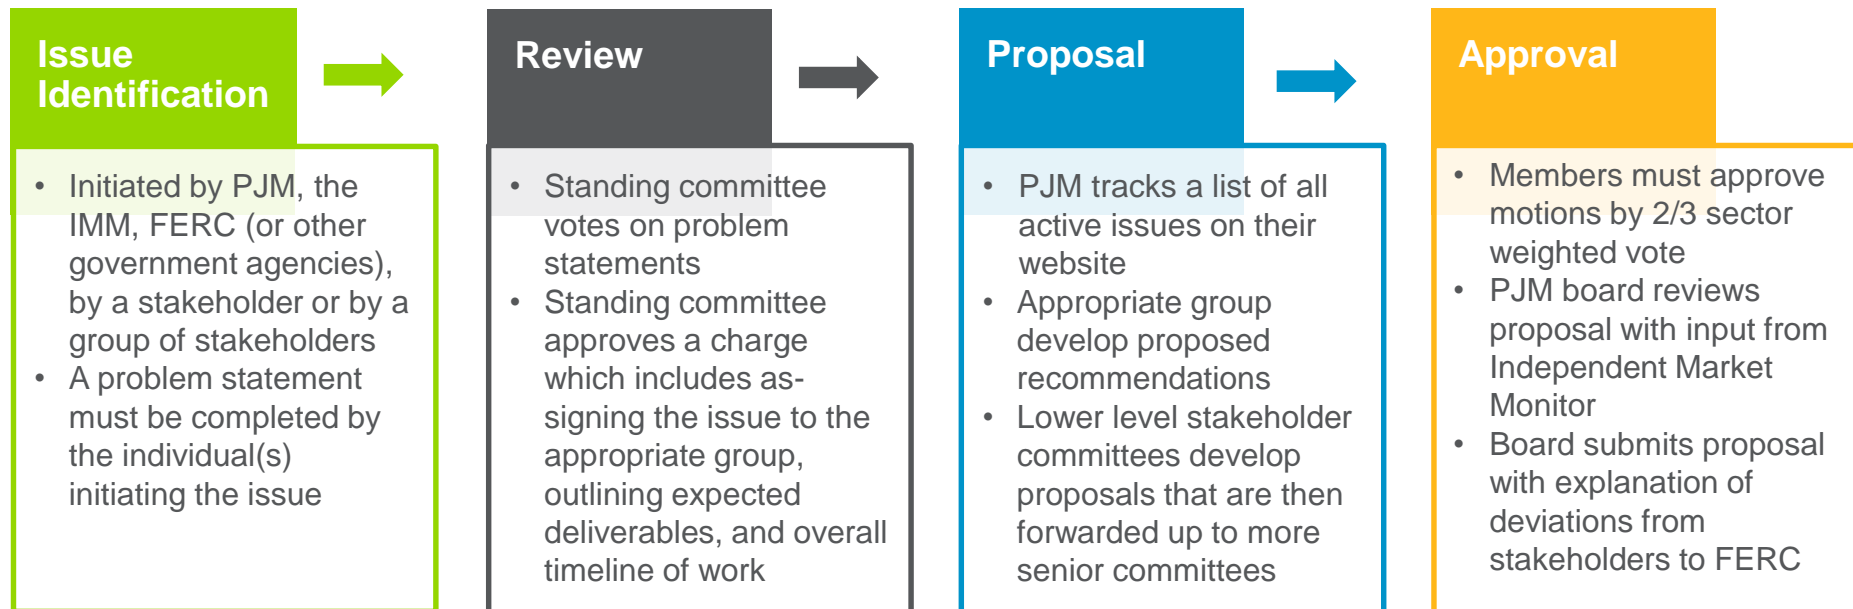 Issue
Identification
• Initiated by PJM, the
IMM, FERC (or other
government agencies),
by a stakeholder or by a
group of stakeholders
• A problem statement
must be completed by
the individual(s)
initiating the issue
Review
• Standing committee
votes on problem
statements
• Standing committee
approves a charge
which includes as-
signing the issue to the
appropriate group,
outlining expected
deliverables, and overall
timeline of work
Proposal
• PJM tracks a list of all
active issues on their
website
• Appropriate group
develop proposed
recommendations
• Lower level stakeholder
committees develop
proposals that are then
forwarded up to more
senior committees
Approval
• Members must approve
motions by 2/3 sector
weighted vote
• PJM board reviews
proposal with input from
Independent Market
Monitor
• Board submits proposal
with explanation of
deviations from
stakeholders to FERC